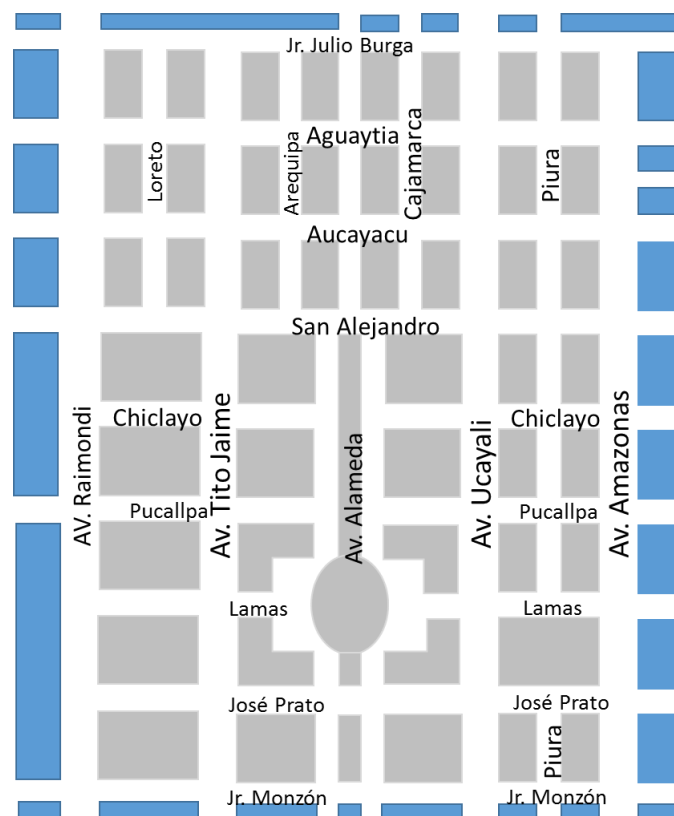 Jr. Julio Burga
Aguaytia
Loreto
Arequipa
Cajamarca
Piura
Aucayacu
San Alejandro
Chiclayo
Chiclayo
AV. Raimondi
Av. Tito Jaime
Av. Alameda
Av. Ucayali
Av. Amazonas
Pucallpa
Pucallpa
Lamas
Lamas
José Prato
José Prato
Piura
Jr. Monzón
Jr. Monzón